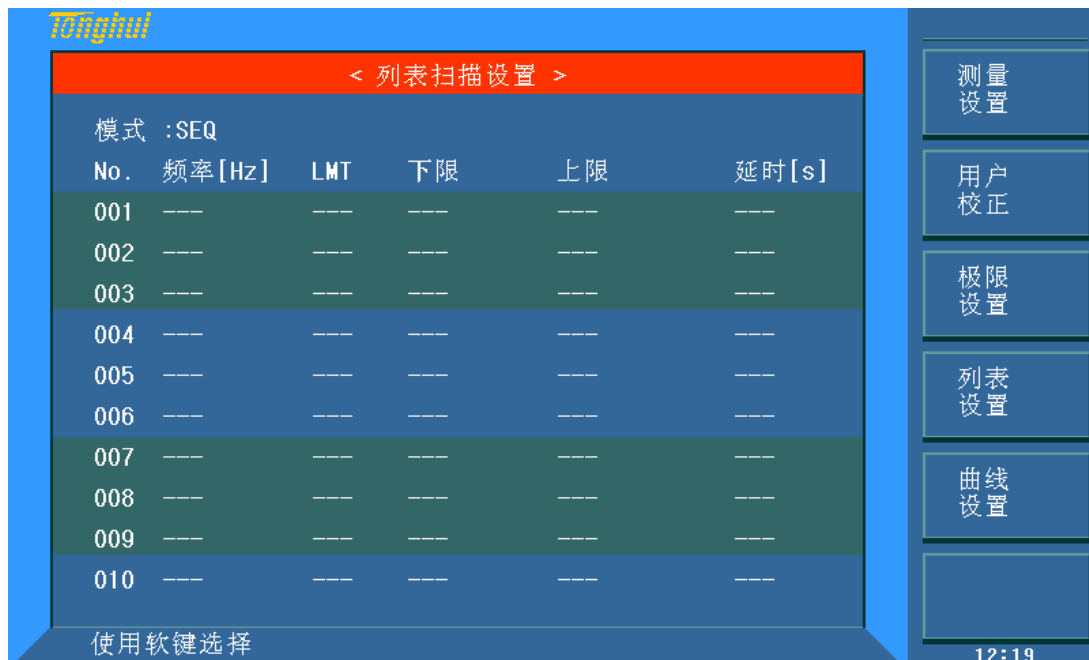 Tonghui
< 列表扫描设置 >
模式 :SEQ
No. 频率[Hz] LMT 下限 上限 延时[s]
001 --- --- --- --- ---
002 --- --- --- --- ---
003 --- --- --- --- ---
004 --- --- --- --- ---
005 --- --- --- --- ---
006 --- --- --- --- ---
007 --- --- --- --- ---
008 --- --- --- --- ---
009 --- --- --- --- ---
010 --- --- --- --- ---
使用软键选择
测量
设置
用户
校正
极限
设置
列表
设置
曲线
设置
12:19